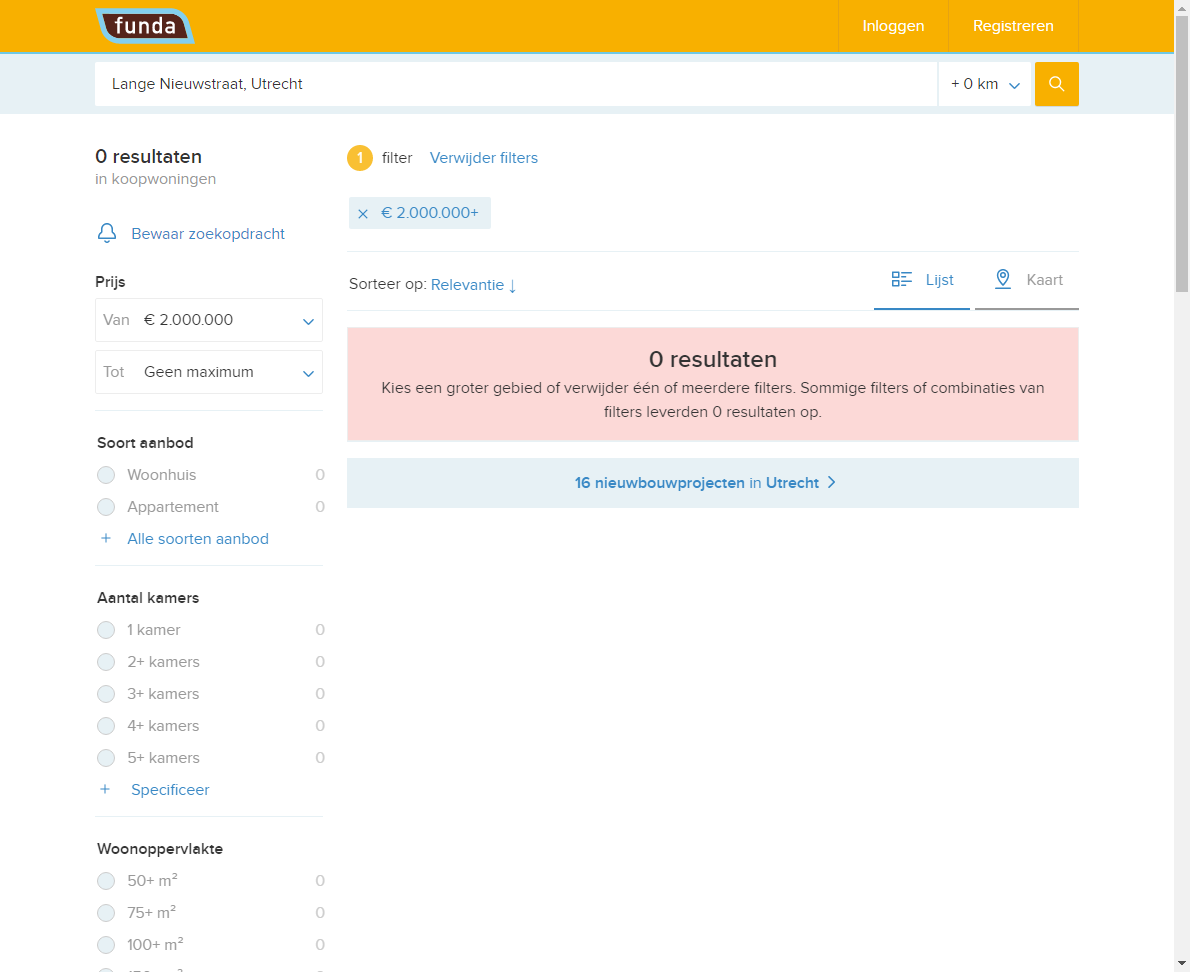 funda
Inloggen
Registreren
Lange Nieuwstraat, Utrecht
+ 0 km
0 resultaten
in koopwoningen
Bewaar zoekopdracht
Prijs
Van € 2.000.000
Tot Geen maximum
Soort aanbod
Woonhuis 0
Appartement 0
+ Alle soorten aanbod
Aantal kamers
1 kamer 0
2+ kamers 0
3+ kamers 0
4+ kamers 0
5+ kamers 0
+ Specificeer
Woonoppervlakte
50+ m² 0
75+ m² 0
100+ m² 0
1 filter Verwijder filters
× € 2.000.000+
Sorteer op: Relevantie ↓
Lijst
Kaart
0 resultaten
Kies een groter gebied of verwijder één of meerdere filters. Sommige filters of combinaties van
filters leverden 0 resultaten op.
16 nieuwbouwprojecten in Utrecht >